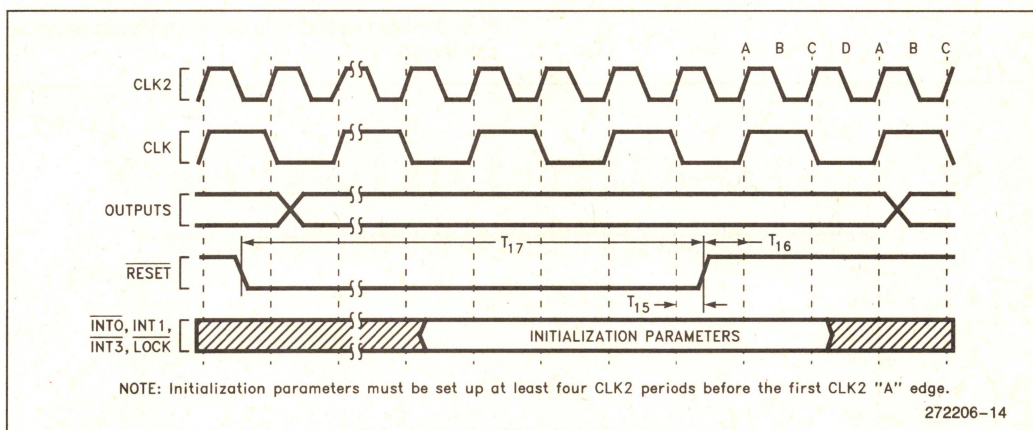 A B C D A B C
CLK2
CLK
OUTPUTS
T17
T16
RESET
T15
INT0, INT1,
INT3, LOCK
INITIALIZATION PARAMETERS
NOTE: Initialization parameters must be set up at least four CLK2 periods before the first CLK2 "A" edge.
272206-14